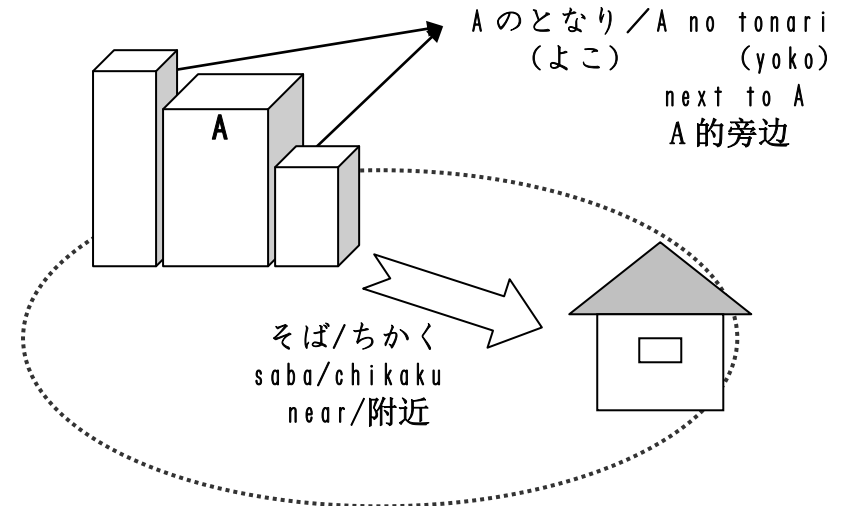 Aのとなり/A no tonari
(よこ) (yoko)
next to A
A的旁边
A
そば/ちかく
saba/chikaku
near/附近